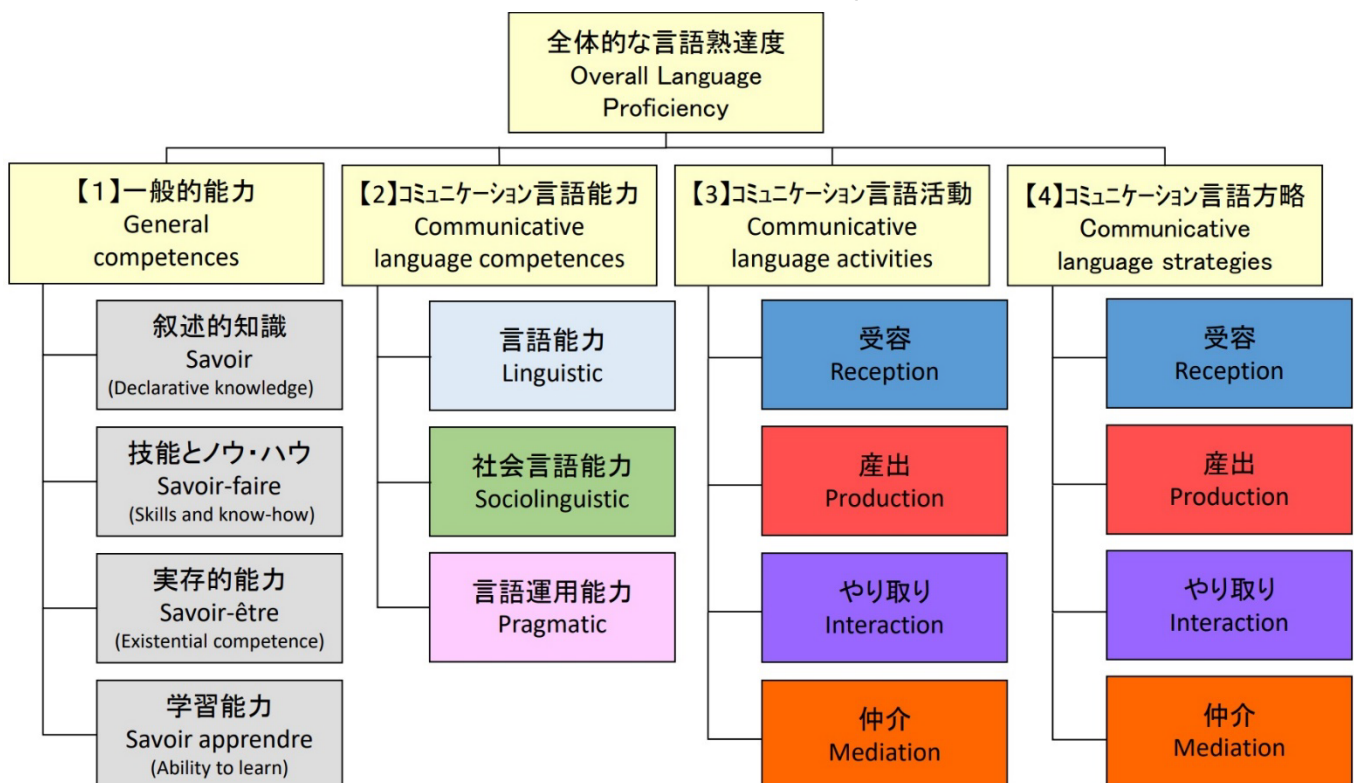 全体的な言語熟達度
Overall Language
Proficiency
【1】一般的能力
General
competences
叙述的知識
Savoir
(Declarative knowledge)
技能とノウ・ハウ
Savoir-faire
(Skills and know-how)
実存的能力
Savoir-être
(Existential competence)
学習能力
Savoir apprendre
(Ability to learn)
【2】ｺﾐｭﾆｹｰｼｮﾝ言語能力
Communicative
language competences
言語能力
Linguistic
社会言語能力
Sociolinguistic
言語運用能力
Pragmatic
【3】ｺﾐｭﾆｹｰｼｮﾝ言語活動
Communicative
language activities
受容
Reception
産出
Production
やり取り
Interaction
仲介
Mediation
【4】ｺﾐｭﾆｹｰｼｮﾝ言語方略
Communicative
language strategies
受容
Reception
産出
Production
やり取り
Interaction
仲介
Mediation